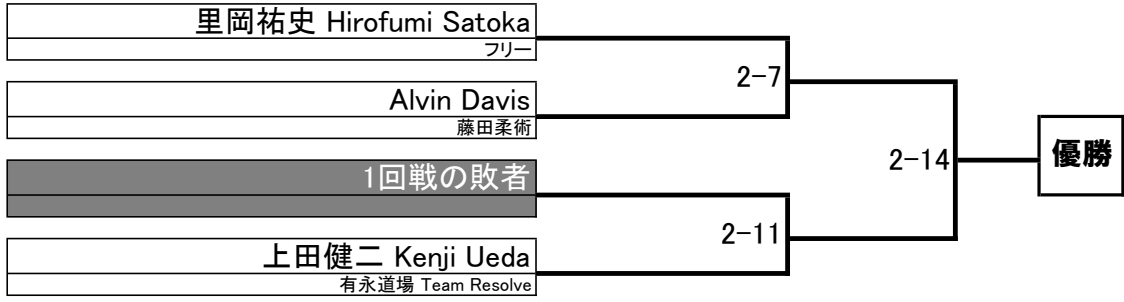 里岡祐史 Hirofumi Satoka
フリー
2-7
Alvin Davis
藤田柔術
2-14
優勝
1回戦の敗者
2-11
上田健二 Kenji Ueda
有永道場 Team Resolve